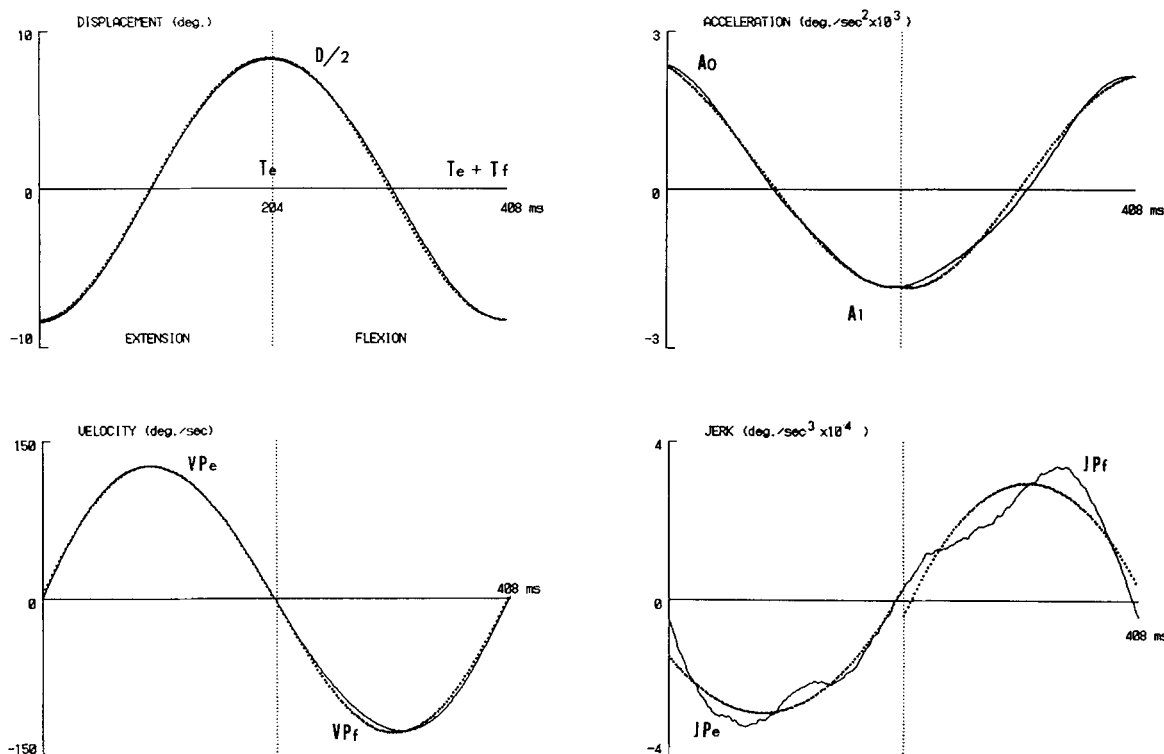 DISPLACEMENT (deg.)
10
D/2
Te
Te + Tf
0
204
408 ms
EXTENSION
FLEXION
-10
ACCELERATION (deg./sec²x10³)
3
A0
0
408 ms
A1
-3
VELOCITY (deg./sec)
150
VPe
408 ms
0
VPf
-150
JERK (deg./sec³ x10⁴ )
4
JPf
0
408 ms
JPe
-4